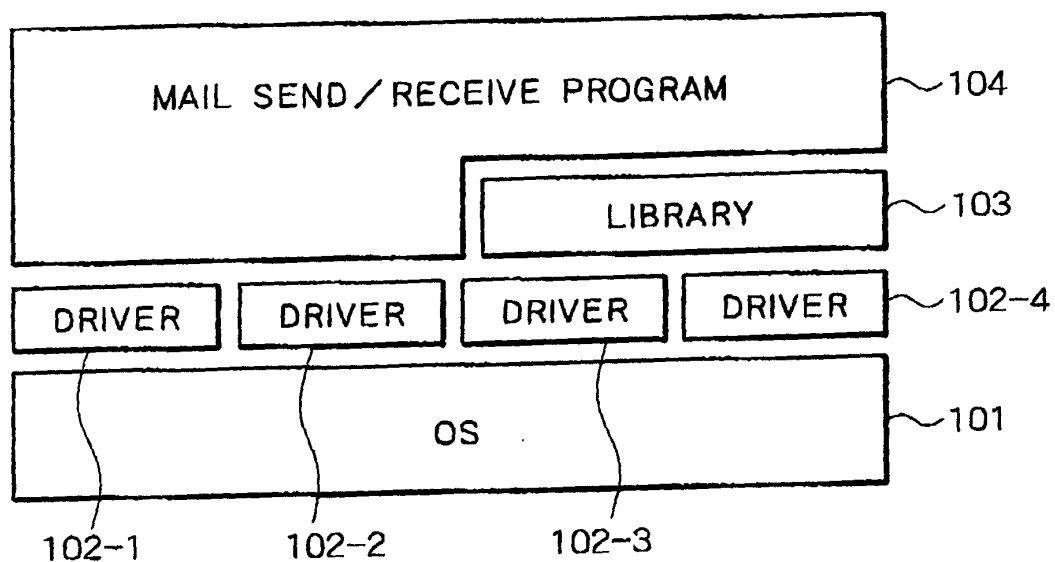 MAIL SEND/RECEIVE PROGRAM
104
LIBRARY
103
DRIVER
DRIVER
DRIVER
DRIVER
102-4
OS
101
102-1
102-2
102-3